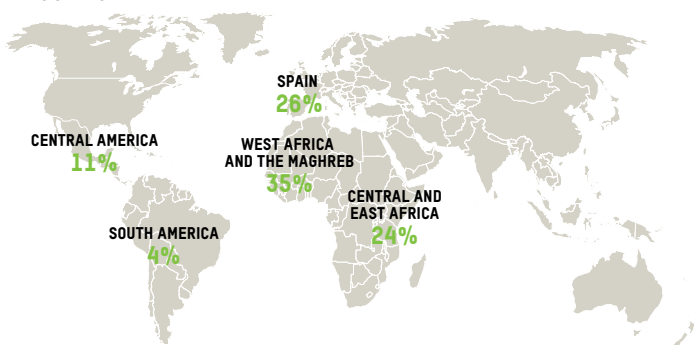 SPAIN
26%
CENTRAL AMERICA
11%
WEST AFRICA
AND THE MAGHREB
35%
CENTRAL AND
EAST AFRICA
24%
SOUTH AMERICA
4%